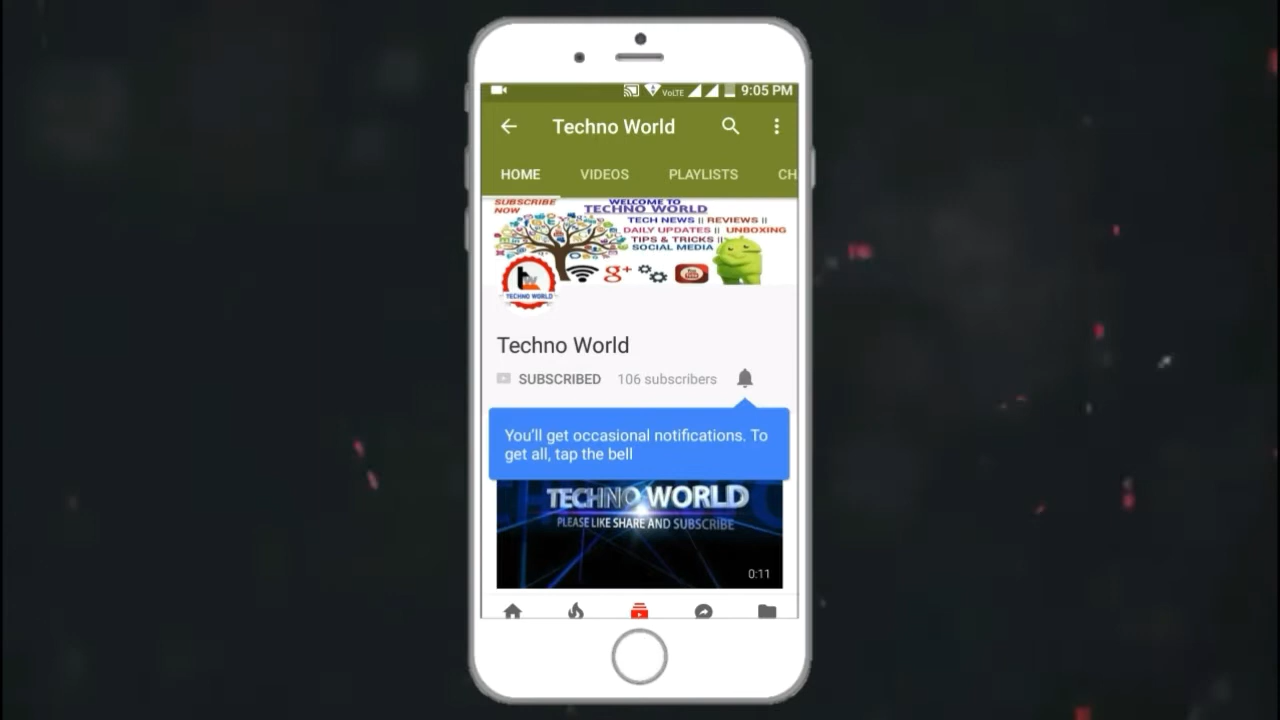 VoLTE 9:05 PM
Techno World
HOME VIDEOS PLAYLISTS CH
SUBSCRIBE
NOW
WELCOME TO
TECHNO WORLD
TECH NEWS || REVIEWS ||
DAILY UPDATES || UNBOXING
TIPS & TRICKS ||
SOCIAL MEDIA
g+
TECHNO WORLD
Techno World
SUBSCRIBED 106 subscribers
You'll get occasional notifications. To
get all, tap the bell
TECHNO WORLD
PLEASE LIKE SHARE AND SUBSCRIBE
0:11